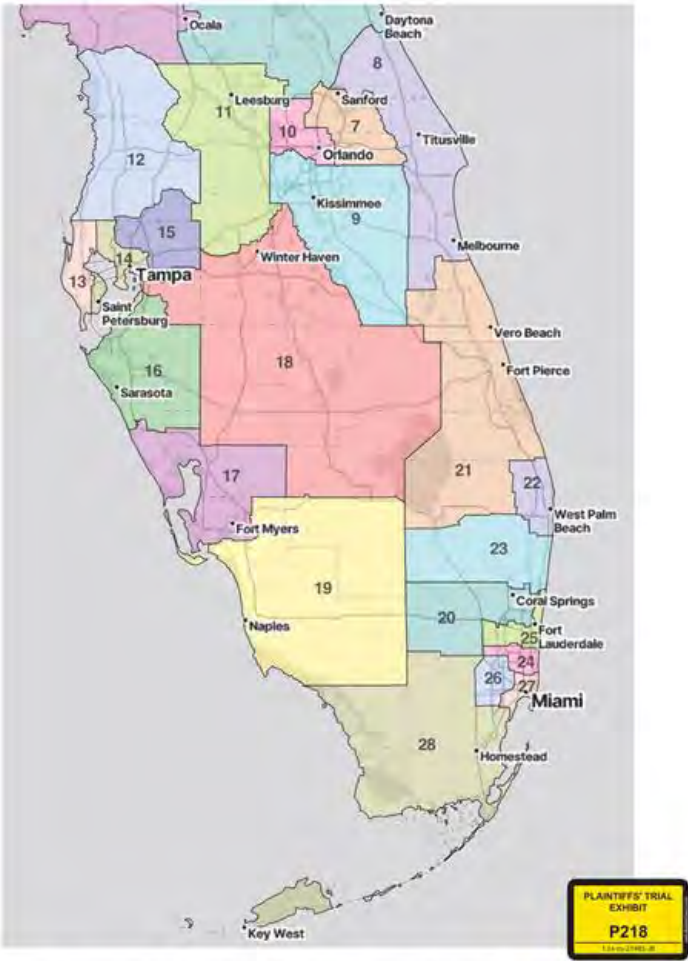 Ocala
Daytona
Beach
8
11
Leesburg
Sanford
10
7
Titusville
12
Orlando
Kissimmee
9
15
Melbourne
14
Winter Haven
Tampa
13
Saint
Petersburg
Vero Beach
18
16
Fort Pierce
Sarasota
17
21
22
West Palm
Beach
Fort Myers
23
19
Coral Springs
20
Naples
25
Fort
Lauderdale
24
26
27
Miami
28
Homestead
Key West
PLAINTIFFS' TRIAL
EXHIBIT
P218